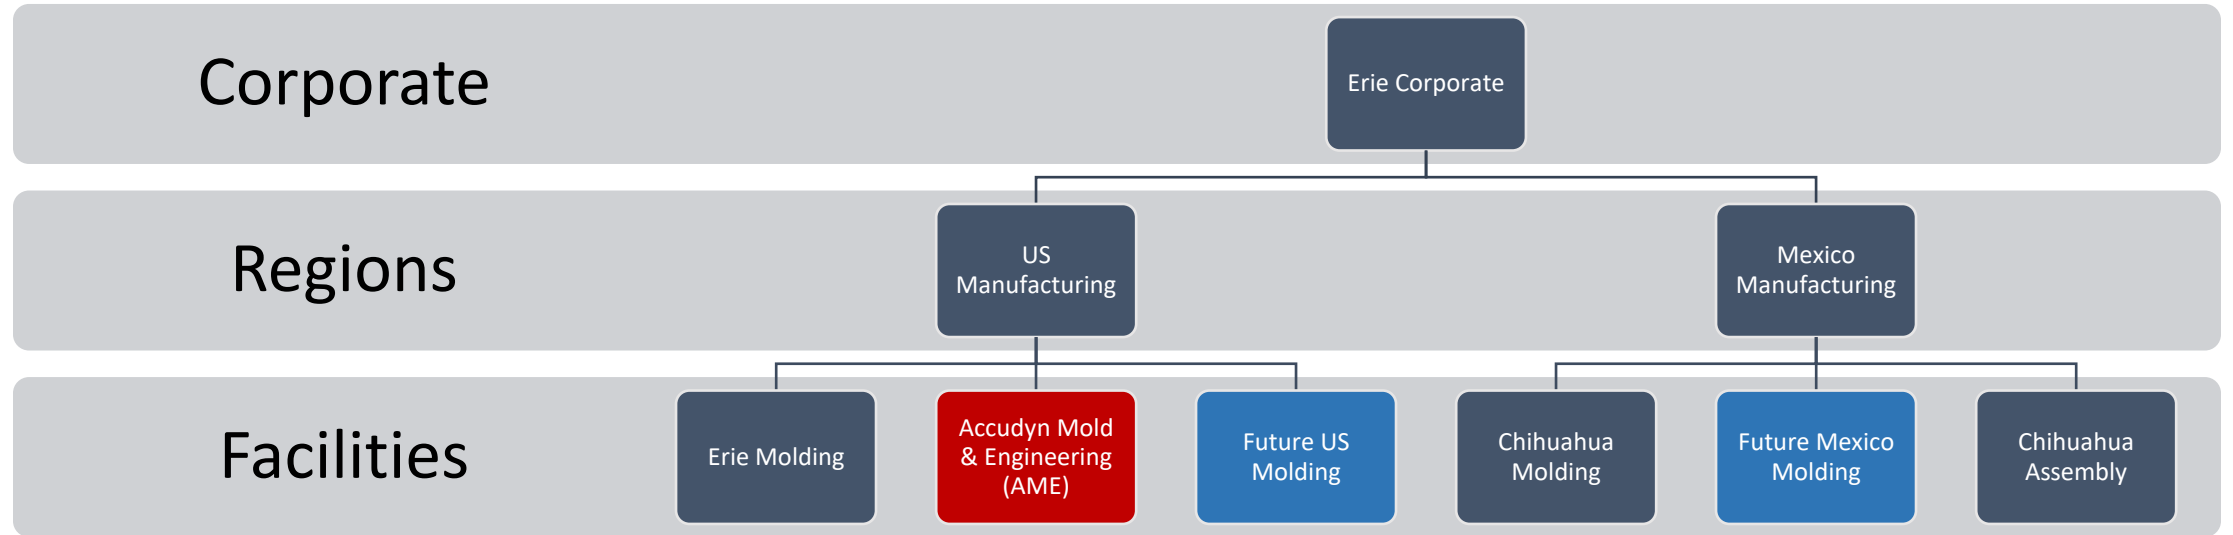 Corporate
Erie Corporate
Regions
US
Manufacturing
Mexico
Manufacturing
Facilities
Erie Molding
Accudyn Mold
& Engineering
(AME)
Future US
Molding
Chihuahua
Molding
Future Mexico
Molding
Chihuahua
Assembly